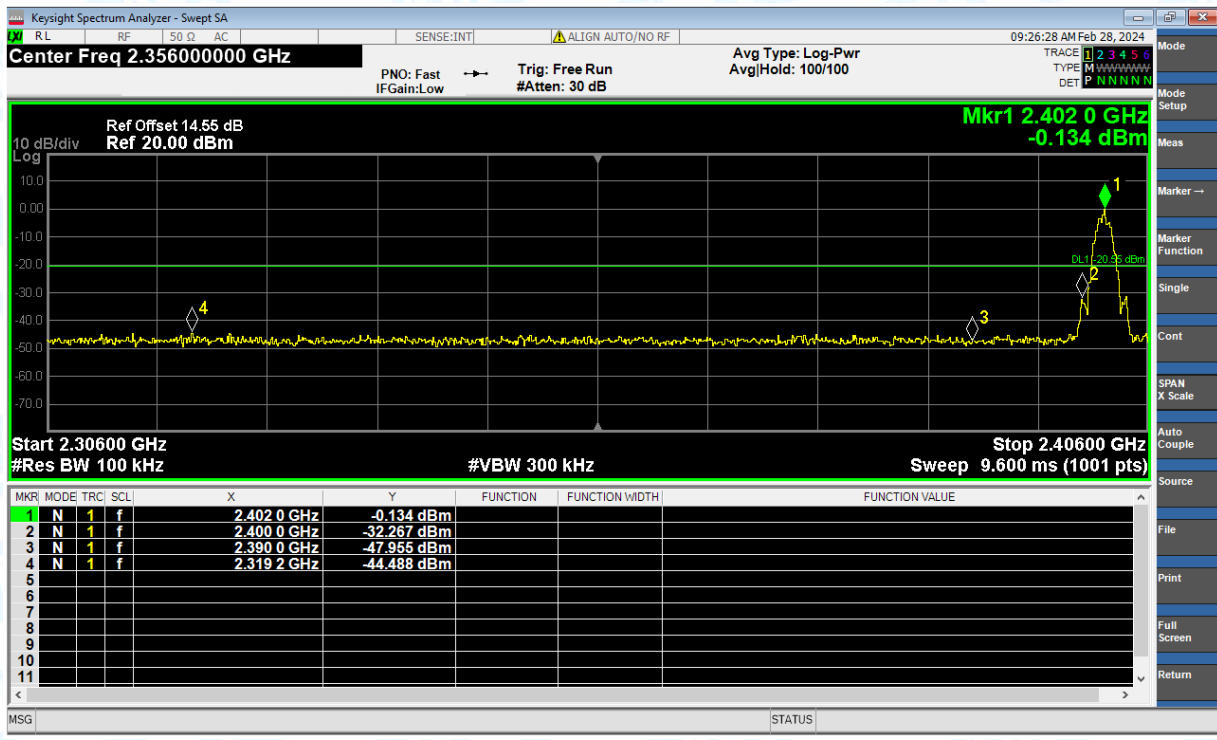 Keysight Spectrum Analyzer - Swept SA
LXI RL RF 50 Ω AC SENSE:INT ALIGN AUTO/NO RF 09:26:28 AM Feb 28, 2024
Center Freq 2.356000000 GHz
PNO: Fast
IFGain:Low
Trig: Free Run
#Atten: 30 dB
Avg Type: Log-Pwr
Avg|Hold: 100/100
TRACE 1 2 3 4 5 6
TYPE M WWWWW
DET P N N N N N
Ref Offset 14.55 dB
10 dB/div Ref 20.00 dBm
Log
Mkr1 2.402 0 GHz
-0.134 dBm
10.0
0.00
-10.0
-20.0
-30.0
-40.0
-50.0
-60.0
-70.0
1
DL1 -20.55 dBm
2
4
3
Start 2.30600 GHz Stop 2.40600 GHz
#Res BW 100 kHz #VBW 300 kHz Sweep 9.600 ms (1001 pts)
MKR MODE TRC SCL X Y FUNCTION FUNCTION WIDTH FUNCTION VALUE
1 N 1 f 2.402 0 GHz -0.134 dBm
2 N 1 f 2.400 0 GHz -32.267 dBm
3 N 1 f 2.390 0 GHz -47.955 dBm
4 N 1 f 2.319 2 GHz -44.488 dBm
5
6
7
8
9
10
11
MSG STATUS
Mode
Mode
Setup
Meas
Marker →
Marker
Function
Single
Cont
SPAN
X Scale
Auto
Couple
Source
File
Print
Full
Screen
Return